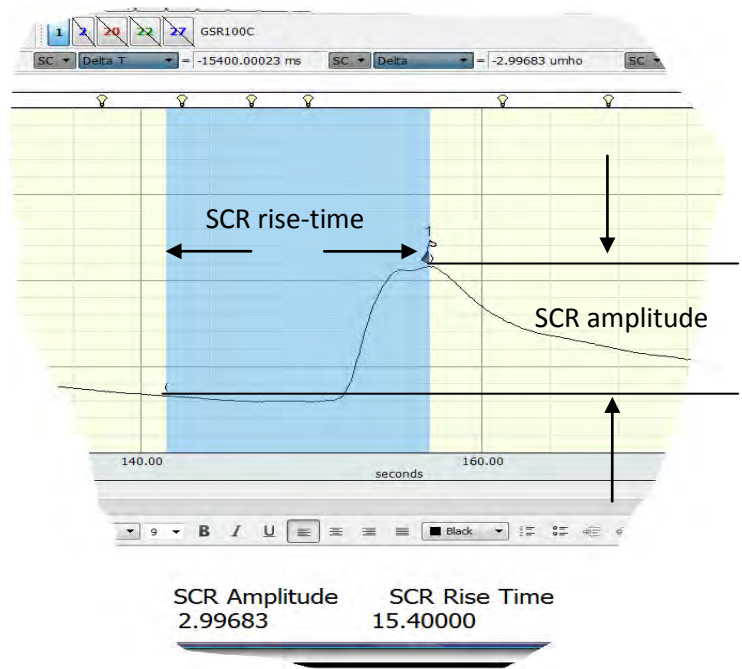 1 2 20 22 27 GSR100C
SC Delta T = -15400.00023 ms SC Delta = -2.99683 umho SC
SCR rise-time
1
SCR amplitude
140.00 160.00
seconds
9 B I U Black
SCR Amplitude SCR Rise Time
2.99683 15.40000